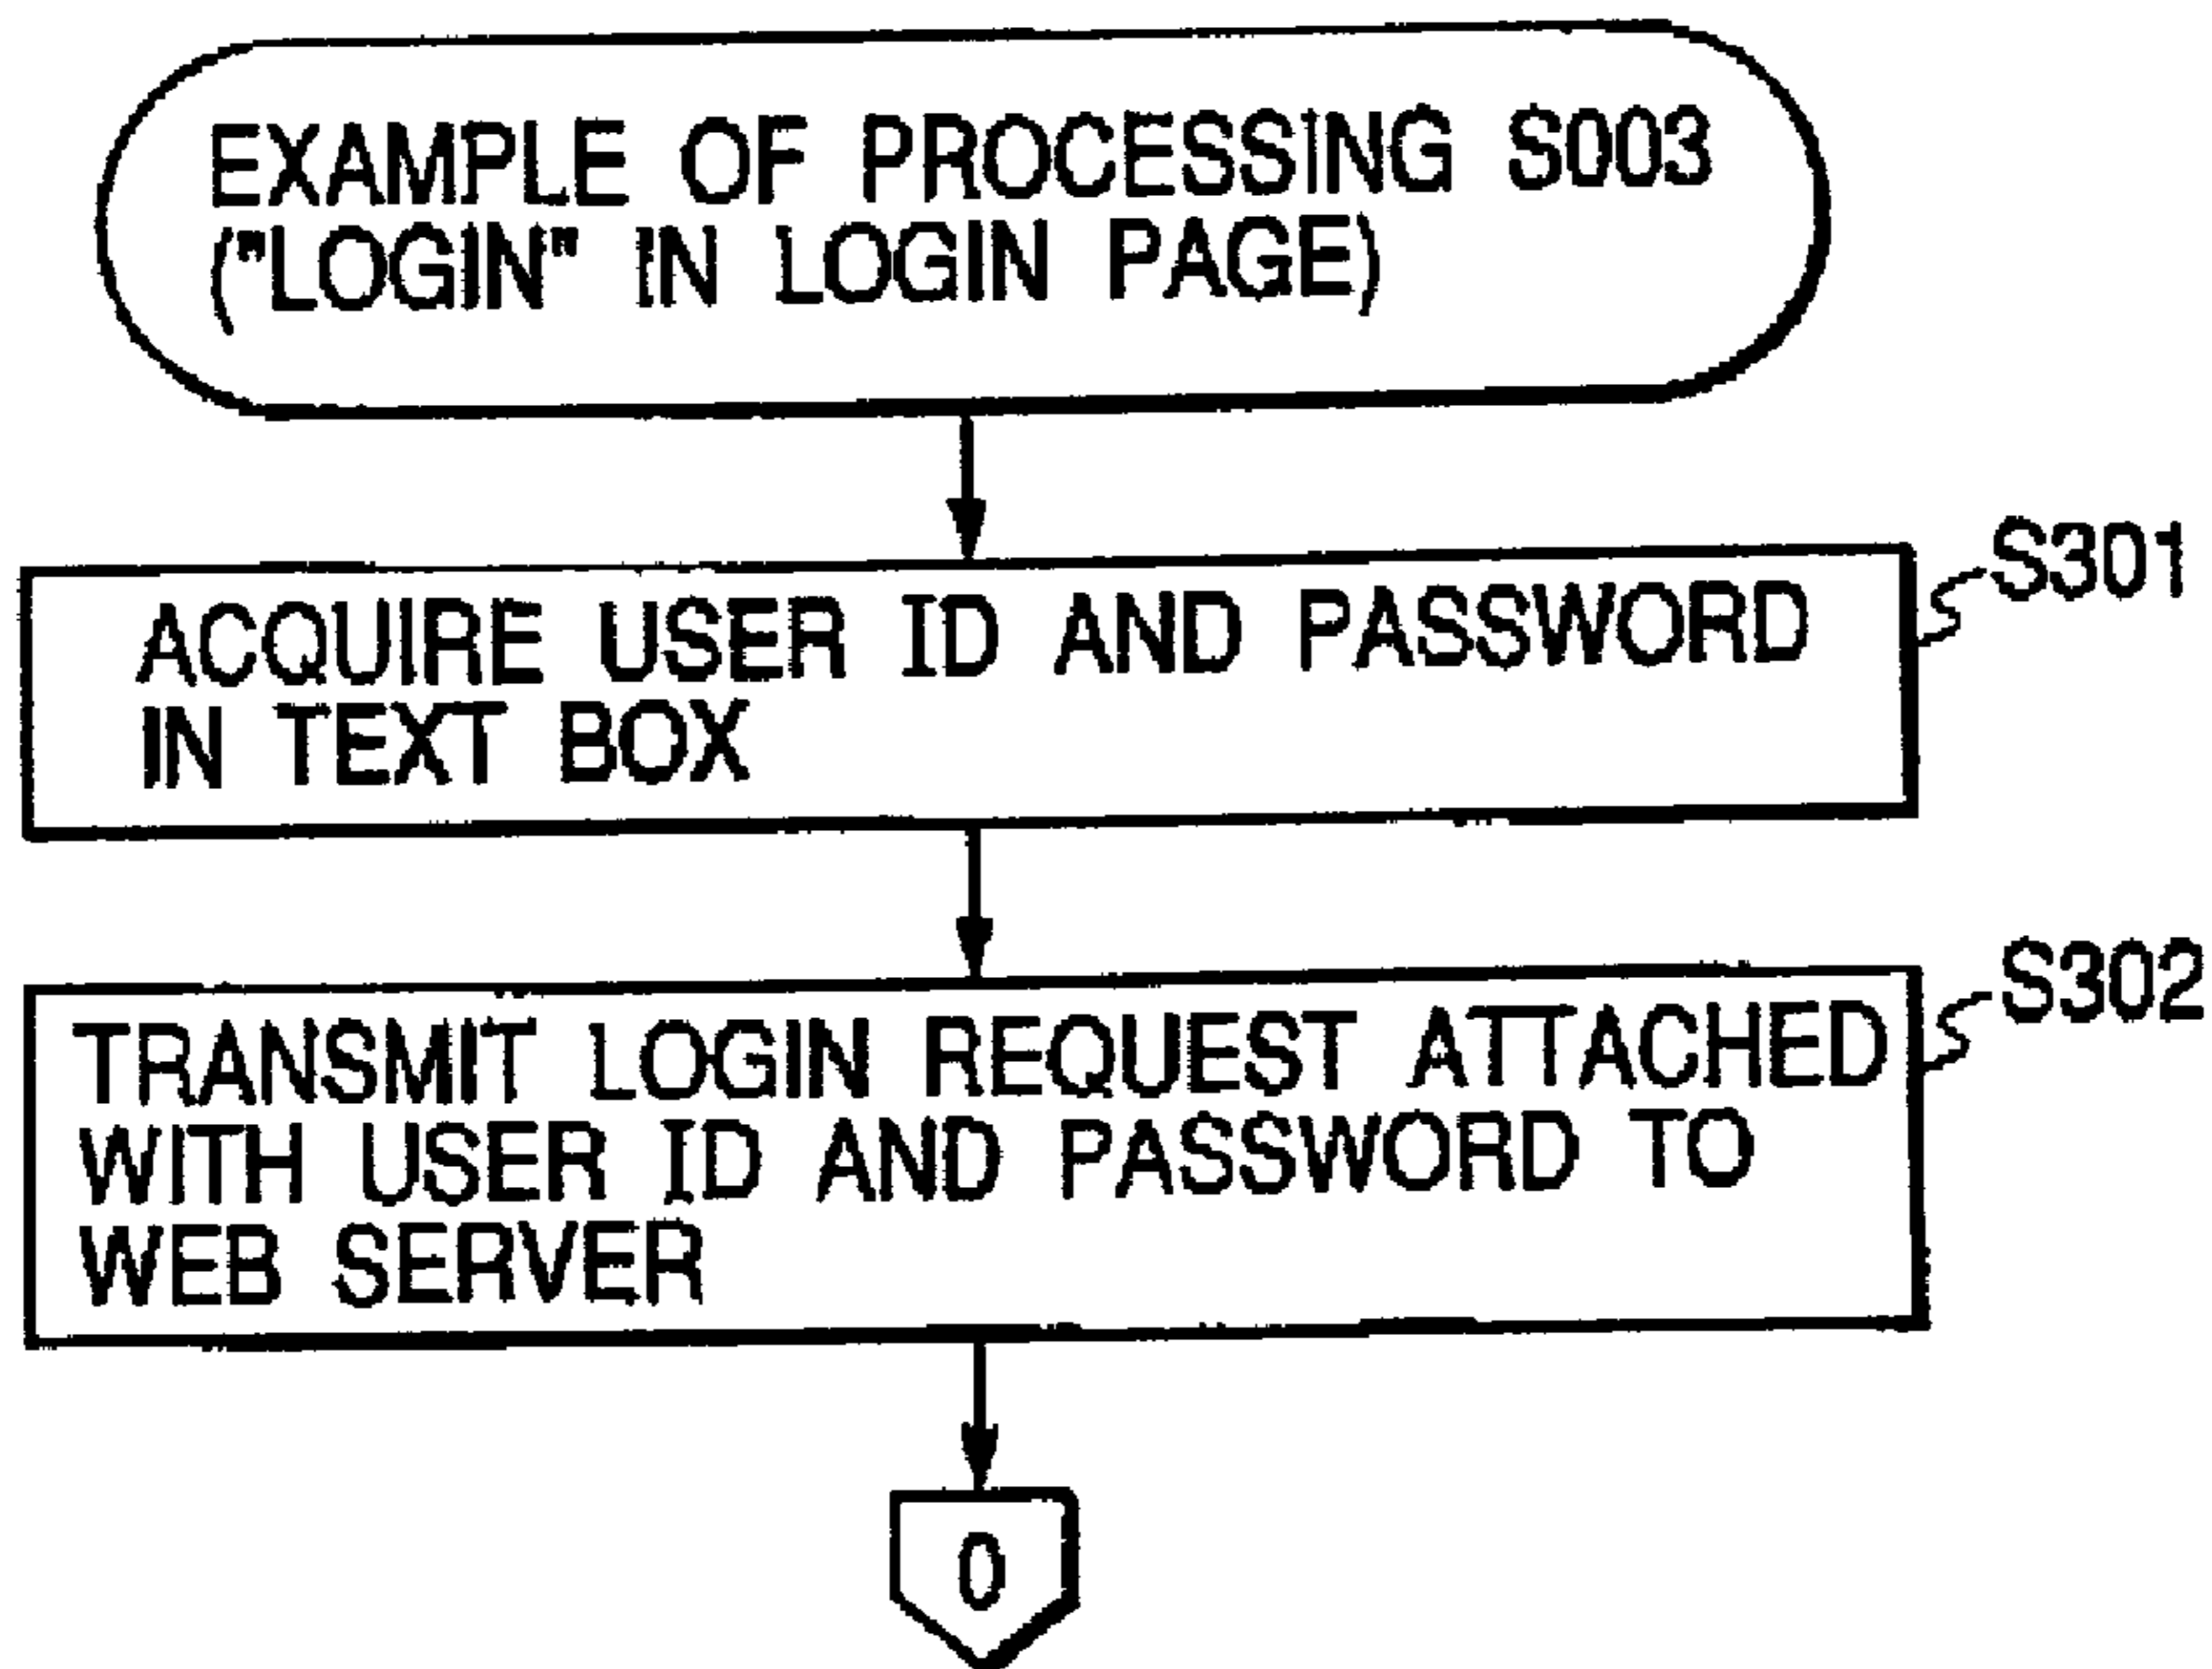 EXAMPLE OF PROCESSING S003
("LOGIN" IN LOGIN PAGE)
S301
ACQUIRE USER ID AND PASSWORD
IN TEXT BOX
S302
TRANSMIT LOGIN REQUEST ATTACHED
WITH USER ID AND PASSWORD TO
WEB SERVER
0